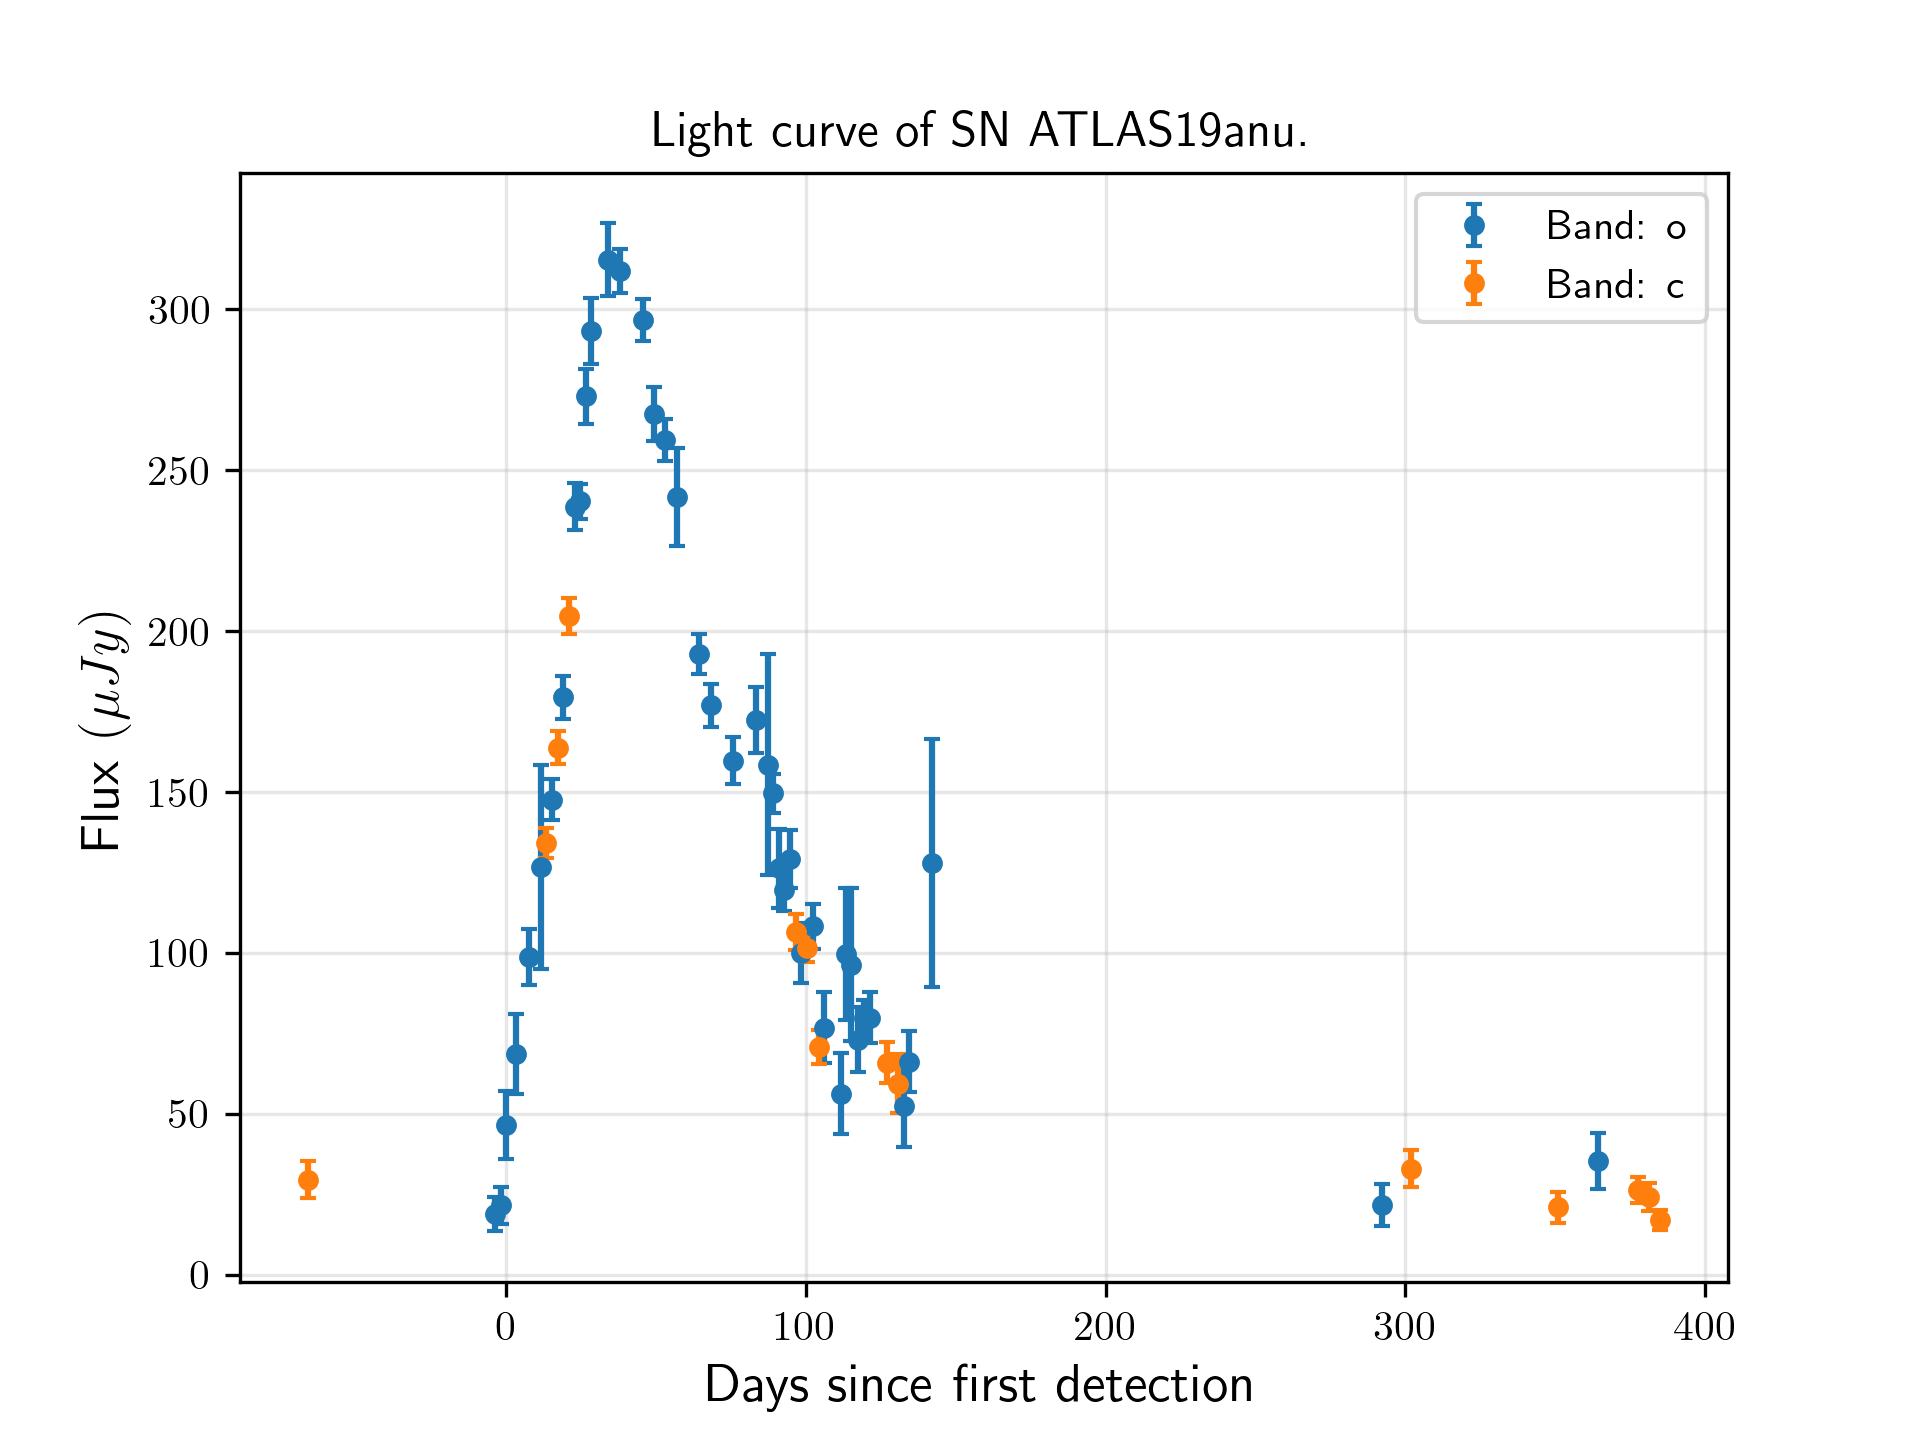 Light curve of SN ATLAS19anu.
Band: o
Band: c
300
250
200
150
100
50
0
Flux (μJy)
0 100 200 300 400
Days since first detection